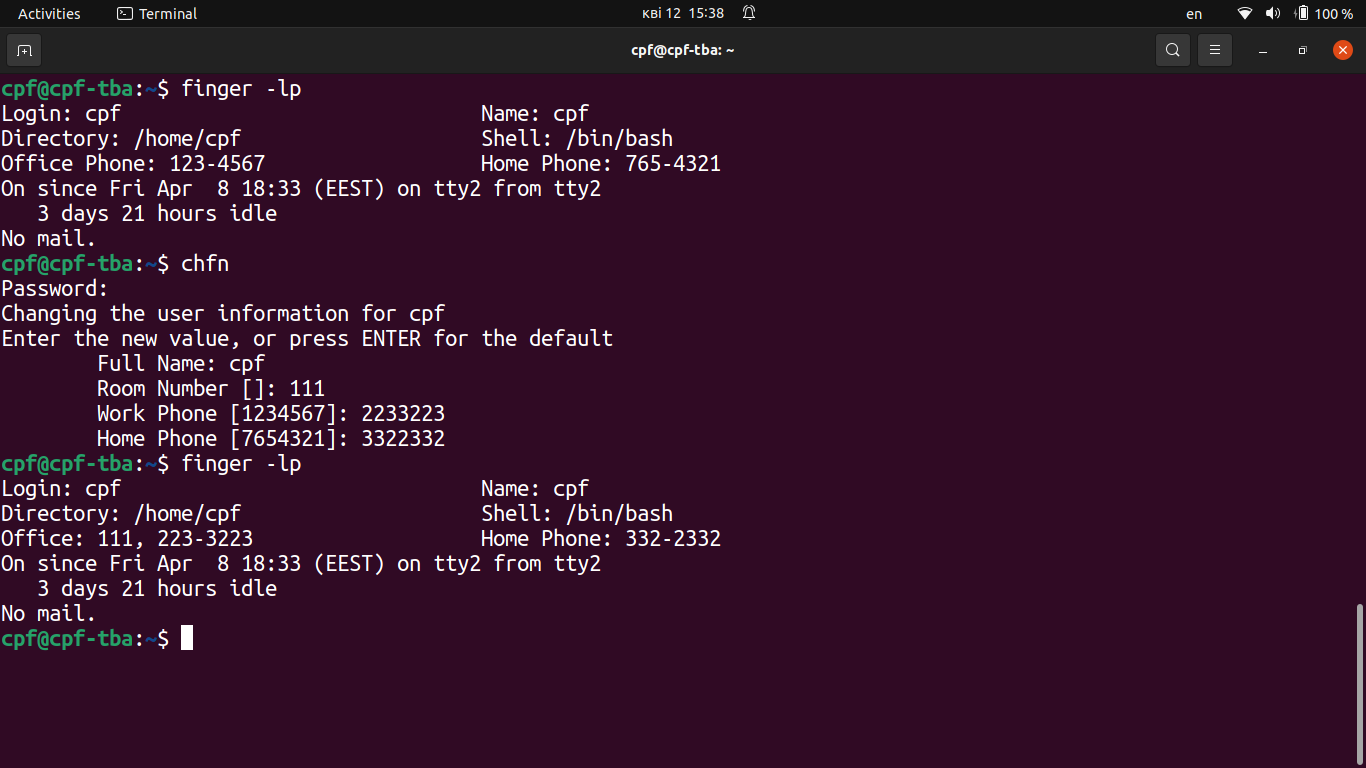 Activities Terminal кві 12 15:38 en 100 %
cpf@cpf-tba: ~
cpf@cpf-tba:~$ finger -lp
Login: cpf Name: cpf
Directory: /home/cpf Shell: /bin/bash
Office Phone: 123-4567 Home Phone: 765-4321
On since Fri Apr  8 18:33 (EEST) on tty2 from tty2
   3 days 21 hours idle
No mail.
cpf@cpf-tba:~$ chfn
Password:
Changing the user information for cpf
Enter the new value, or press ENTER for the default
        Full Name: cpf
        Room Number []: 111
        Work Phone [1234567]: 2233223
        Home Phone [7654321]: 3322332
cpf@cpf-tba:~$ finger -lp
Login: cpf Name: cpf
Directory: /home/cpf Shell: /bin/bash
Office: 111, 223-3223 Home Phone: 332-2332
On since Fri Apr  8 18:33 (EEST) on tty2 from tty2
   3 days 21 hours idle
No mail.
cpf@cpf-tba:~$